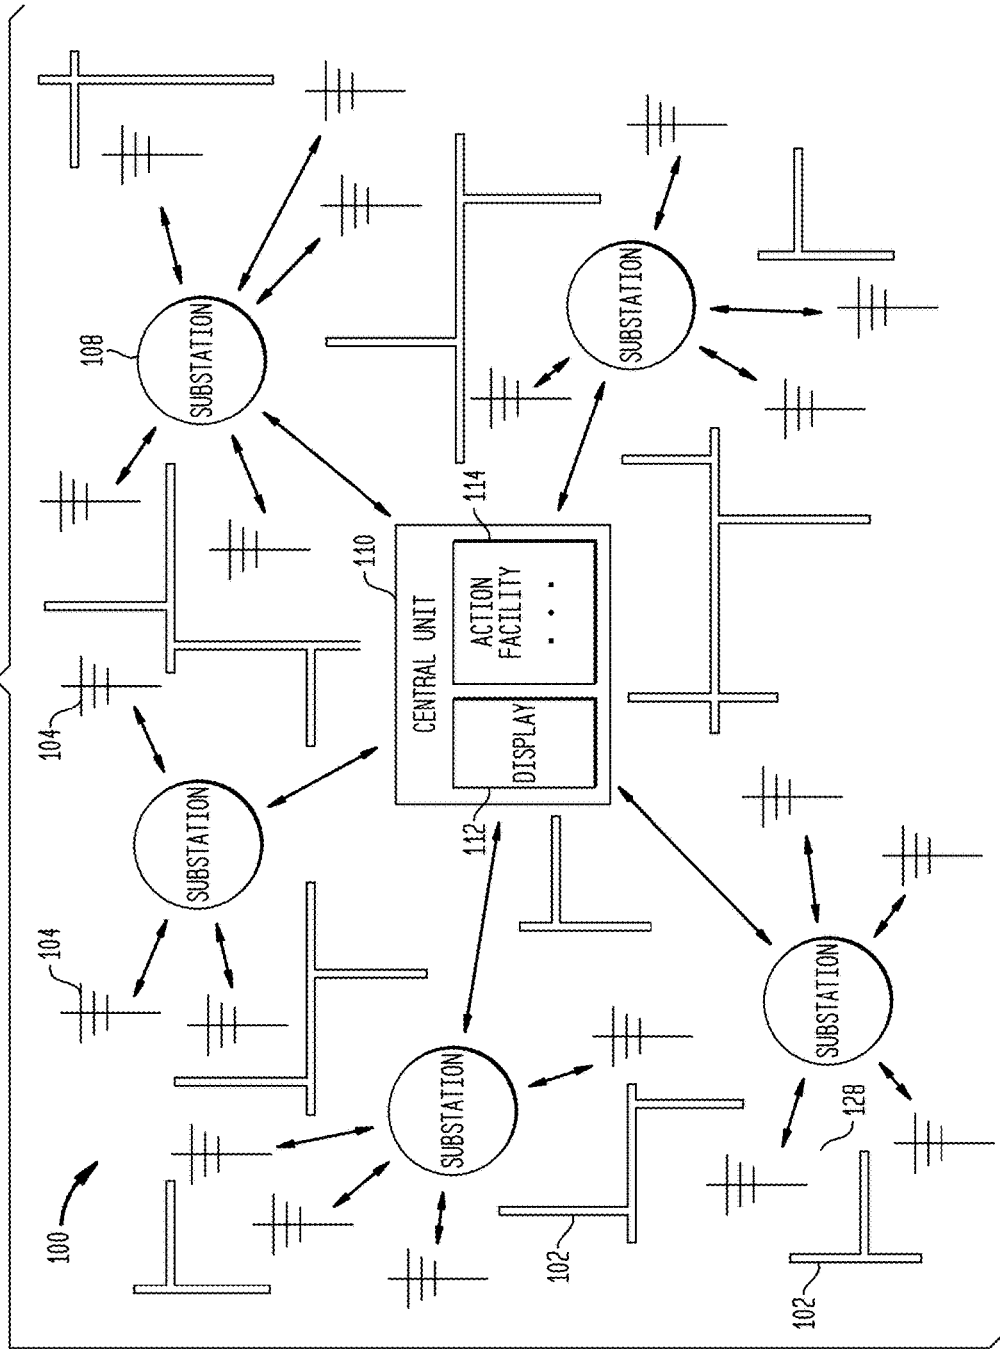 100
104
104
108
SUBSTATION
SUBSTATION
SUBSTATION
SUBSTATION
SUBSTATION
110
CENTRAL UNIT
DISPLAY
ACTION
FACILITY
...
112
114
102
102
128